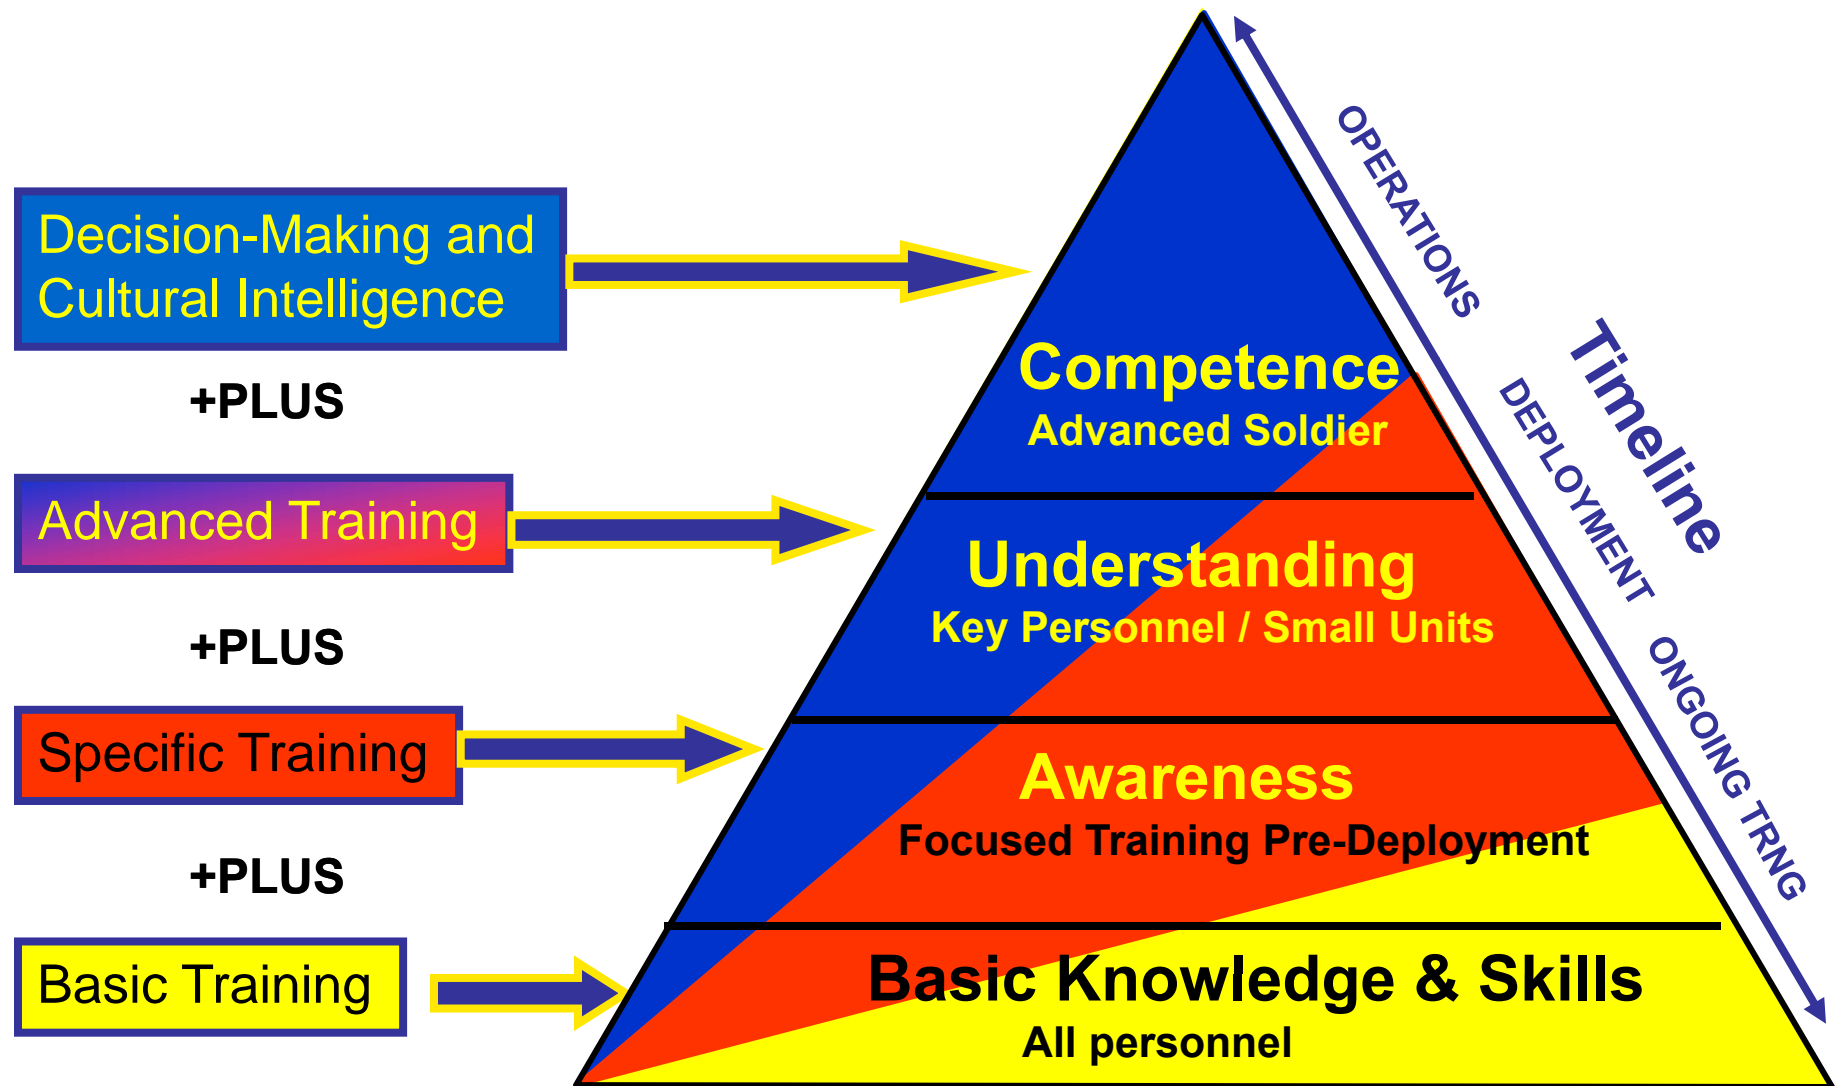 Decision-Making and
Cultural Intelligence
+PLUS
Advanced Training
+PLUS
Specific Training
+PLUS
Basic Training
Competence
Advanced Soldier
Understanding
Key Personnel / Small Units
Awareness
Focused Training Pre-Deployment
Basic Knowledge & Skills
All personnel
OPERATIONS
DEPLOYMENT
ONGOING TRNG
Timeline